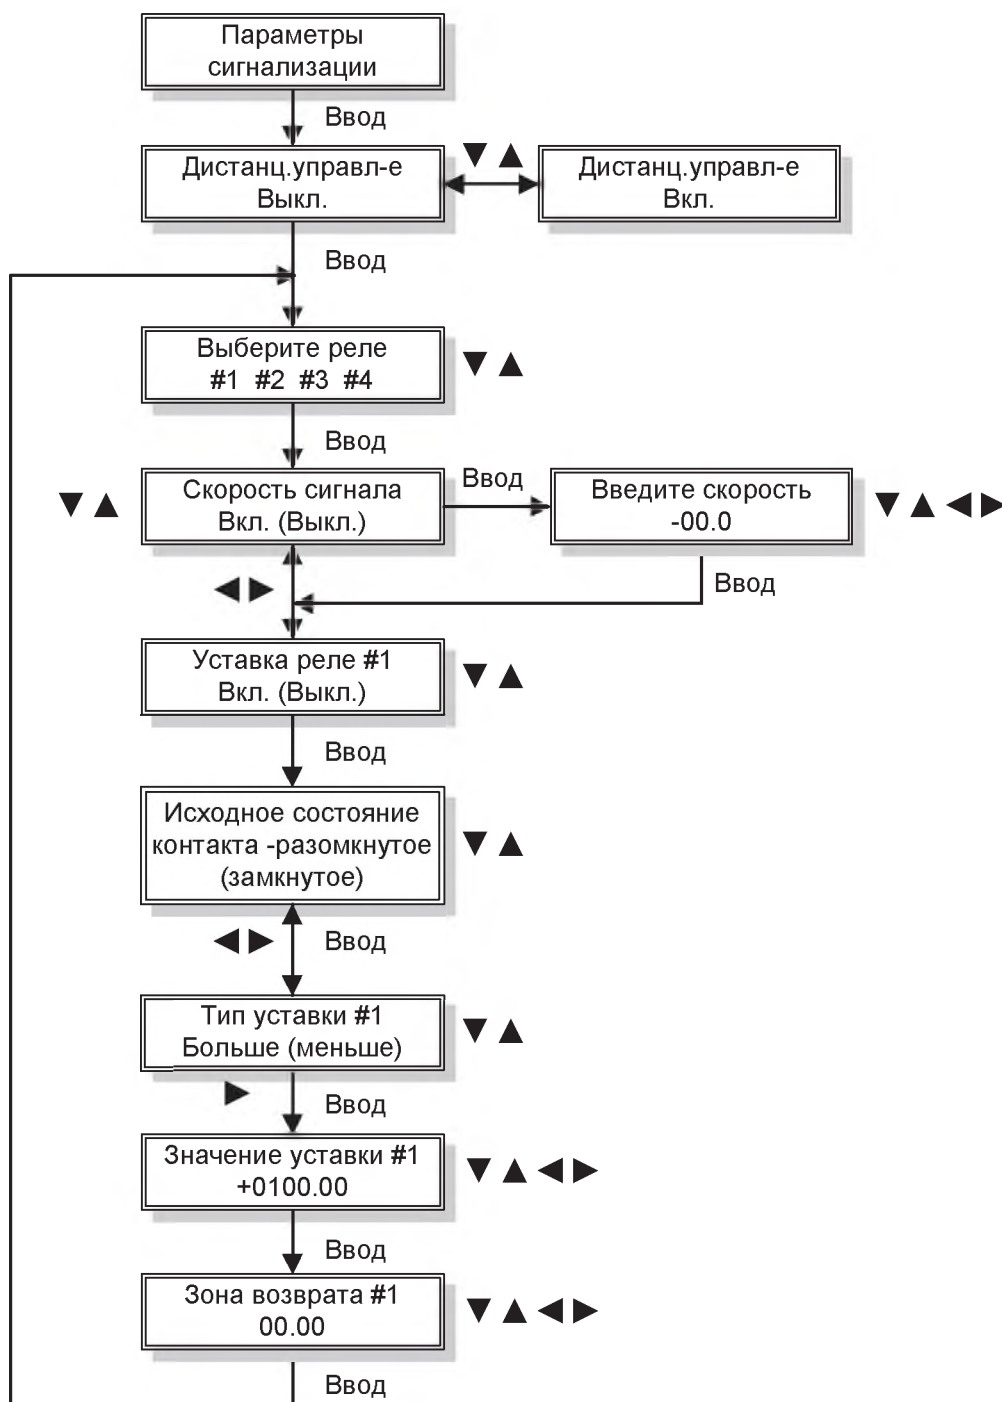 Параметры
сигнализации
Ввод
Дистанц.управл-е
Выкл.
Дистанц.управл-е
Вкл.
Ввод
Выберите реле
#1 #2 #3 #4
Ввод
Скорость сигнала
Вкл. (Выкл.)
Ввод
Введите скорость
-00.0
Ввод
Уставка реле #1
Вкл. (Выкл.)
Ввод
Исходное состояние
контакта -разомкнутое
(замкнутое)
Ввод
Тип уставки #1
Больше (меньше)
Ввод
Значение уставки #1
+0100.00
Ввод
Зона возврата #1
00.00
Ввод